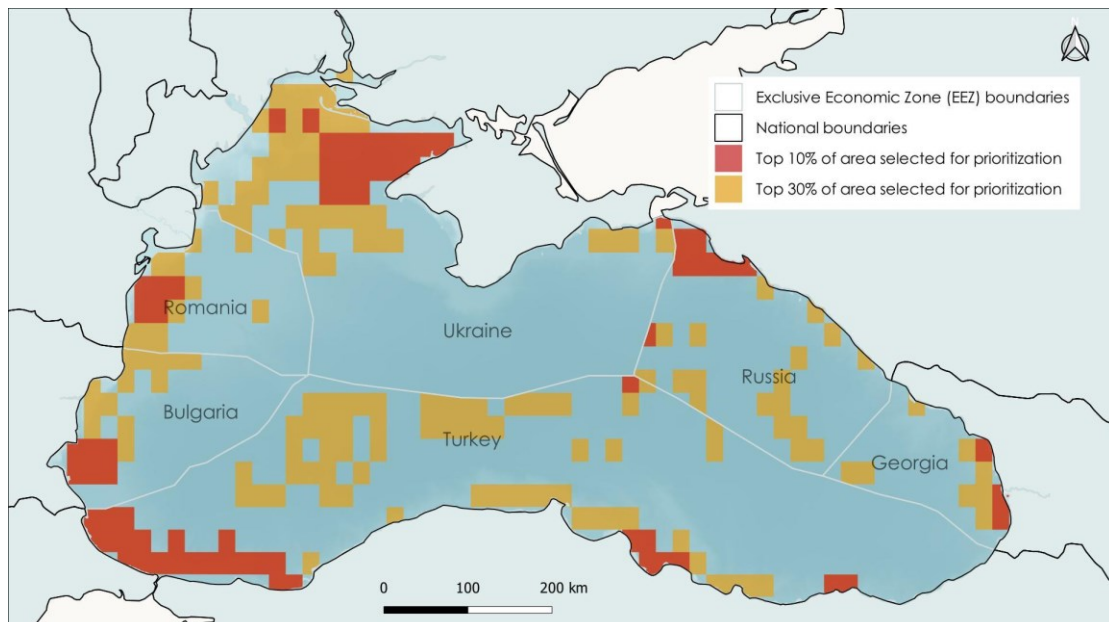 N
Exclusive Economic Zone (EEZ) boundaries
National boundaries
Top 10% of area selected for prioritization
Top 30% of area selected for prioritization
Romania
Ukraine
Russia
Bulgaria
Turkey
Georgia
0 100 200 km